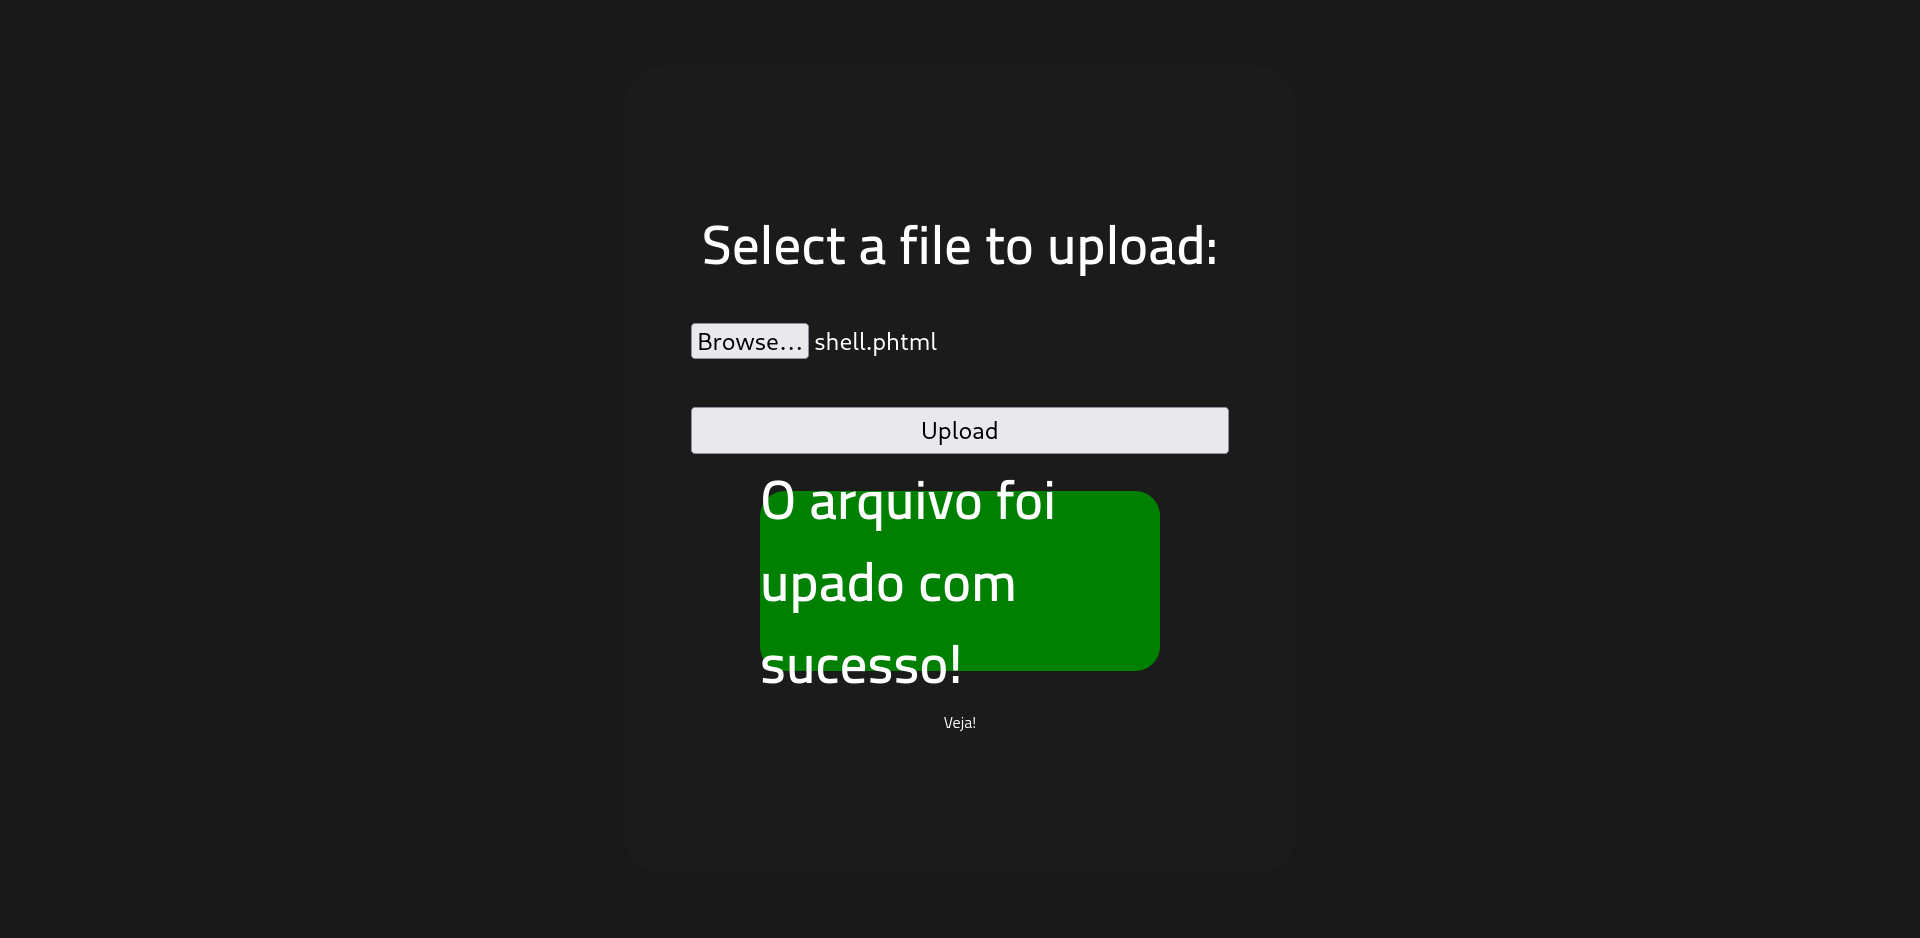 Select a file to upload:
Browse... shell.phtml
Upload
O arquivo foi
upado com
sucesso!
Veja!